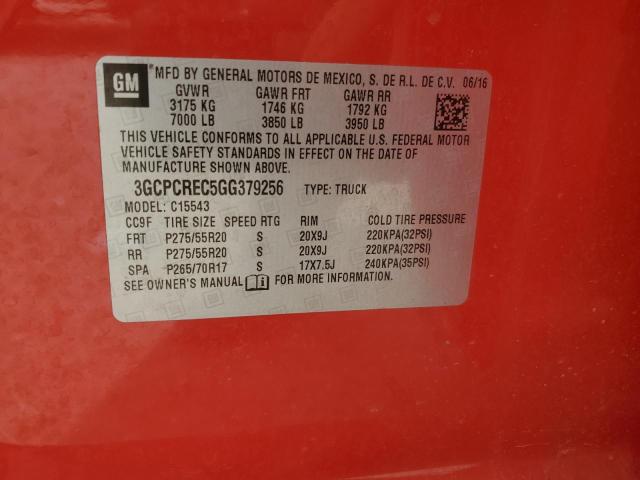 GM
MFD BY GENERAL MOTORS DE MEXICO, S. DE R.L. DE C.V. 06/16
GVWR GAWR FRT GAWR RR
3175 KG 1746 KG 1792 KG
7000 LB 3850 LB 3950 LB
THIS VEHICLE CONFORMS TO ALL APPLICABLE U.S. FEDERAL MOTOR
VEHICLE SAFETY STANDARDS IN EFFECT ON THE DATE OF
MANUFACTURE SHOWN ABOVE.
3GCPCREC5GG379256 TYPE: TRUCK
MODEL: C15543
CC9F TIRE SIZE SPEED RTG RIM COLD TIRE PRESSURE
FRT P275/55R20 S 20X9J 220KPA(32PSI)
RR P275/55R20 S 20X9J 220KPA(32PSI)
SPA P265/70R17 S 17X7.5J 240KPA(35PSI)
SEE OWNER'S MANUAL FOR MORE INFORMATION.